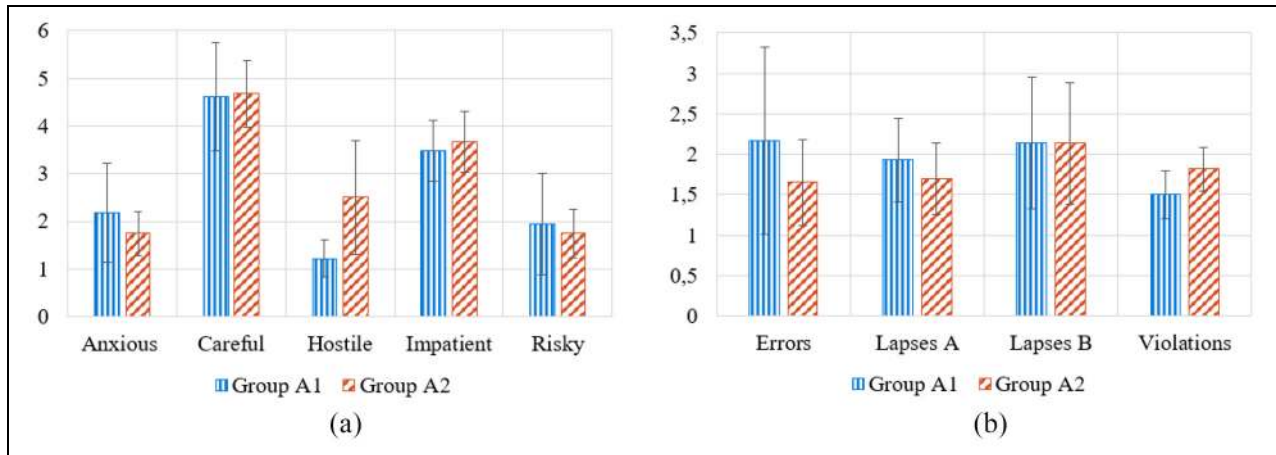 6
5
4
3
2
1
0
Anxious Careful Hostile Impatient Risky
Group A1 Group A2
(a)
3,5
3
2,5
2
1,5
1
0,5
0
Errors Lapses A Lapses B Violations
Group A1 Group A2
(b)